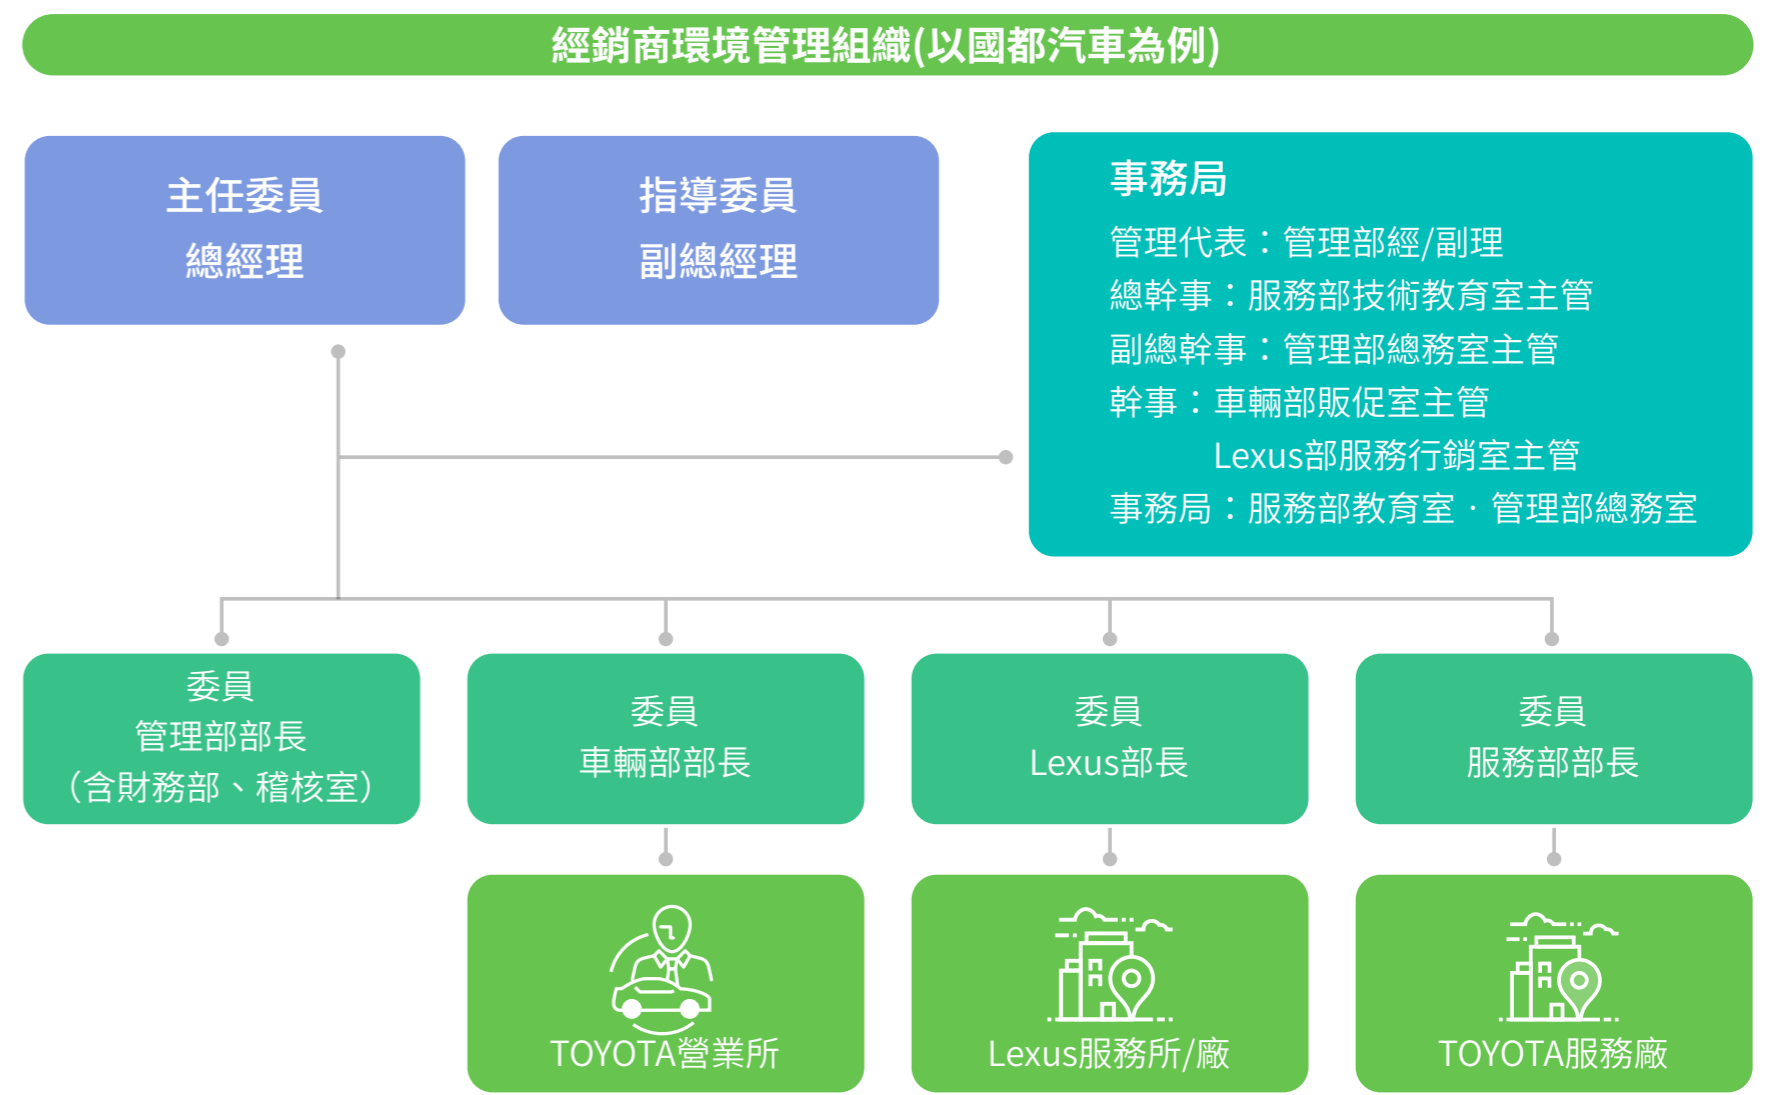 經銷商環境管理組織(以國都汽車為例)
主任委員
總經理
指導委員
副總經理
事務局
管理代表：管理部經/副理
總幹事：服務部技術教育室主管
副總幹事：管理部總務室主管
幹事：車輛部販促室主管
Lexus部服務行銷室主管
事務局：服務部教育室．管理部總務室
委員
管理部部長
（含財務部、稽核室）
委員
車輛部部長
委員
Lexus部長
委員
服務部部長
TOYOTA營業所
Lexus服務所/廠
TOYOTA服務廠